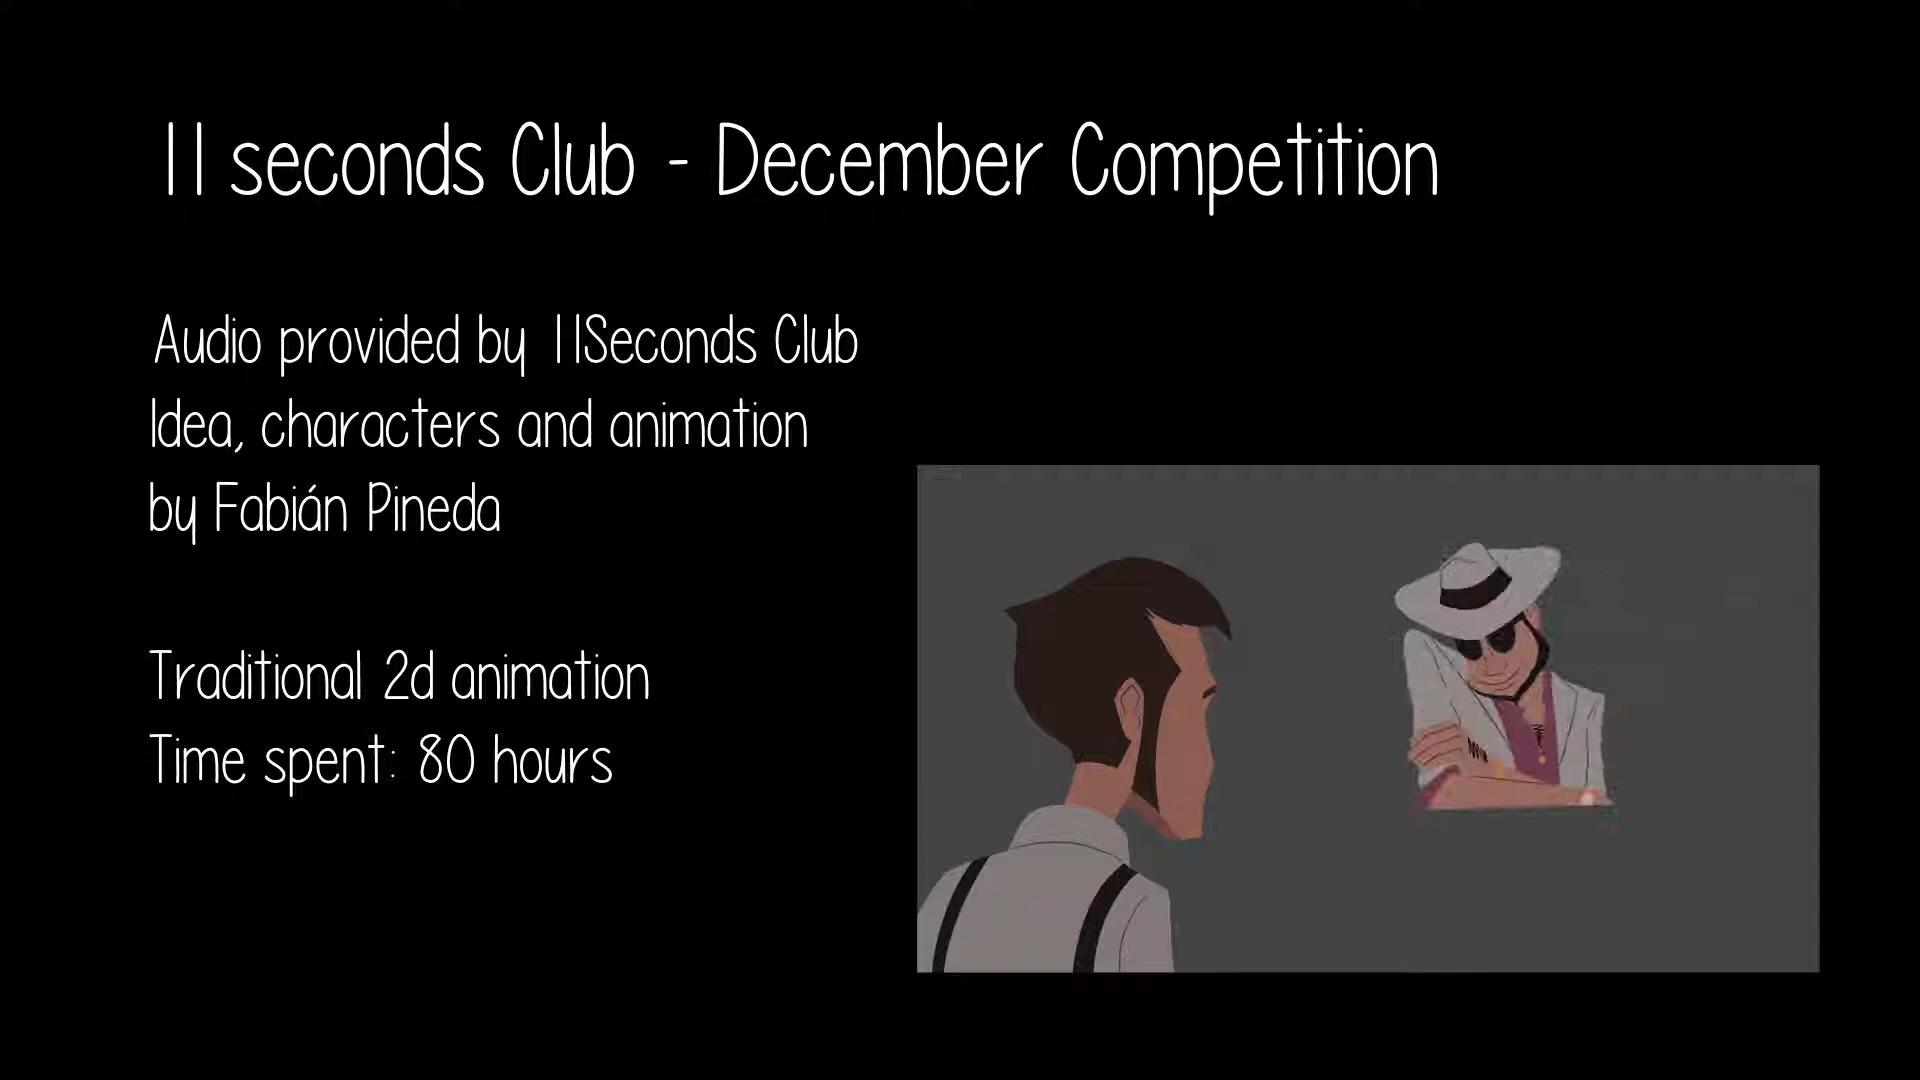 11 seconds Club - December Competition
Audio provided by 11Seconds Club
Idea, characters and animation
by Fabián Pineda
Traditional 2d animation
Time spent: 80 hours